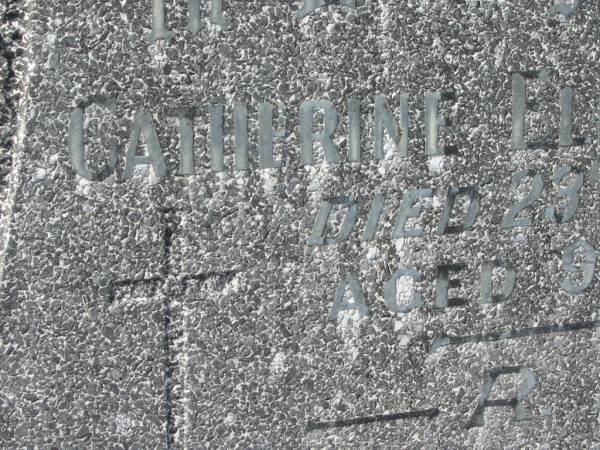 CATHERINE EL
DIED 23
AGED 9
R.